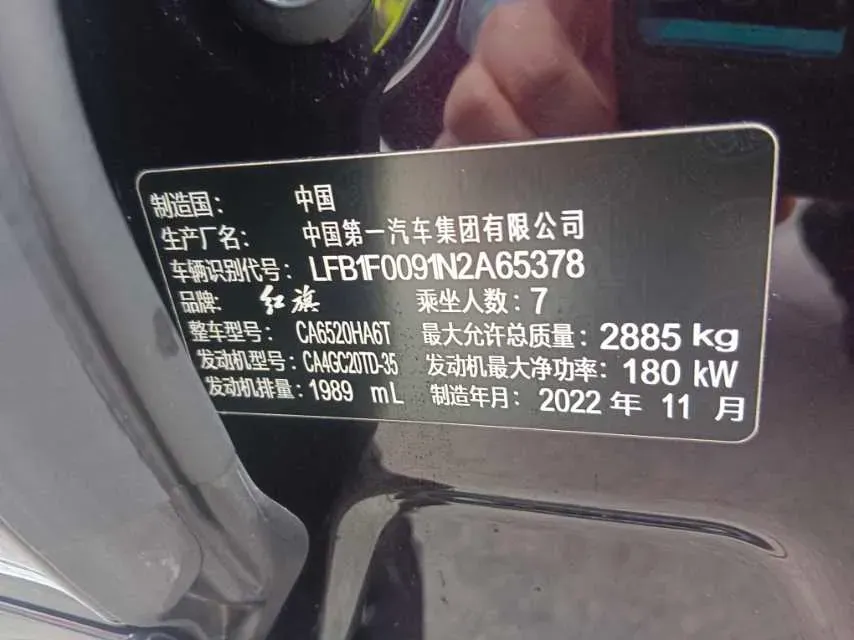 制造国： 中国
生产厂名： 中国第一汽车集团有限公司
车辆识别代号：LFB1F0091N2A65378
品牌： 红旗 乘坐人数：7
整车型号： CA6520HA6T 最大允许总质量：2885 kg
发动机型号：CA4GC20TD-35 发动机最大净功率：180 kW
发动机排量：1989 mL 制造年月：2022 年 11 月